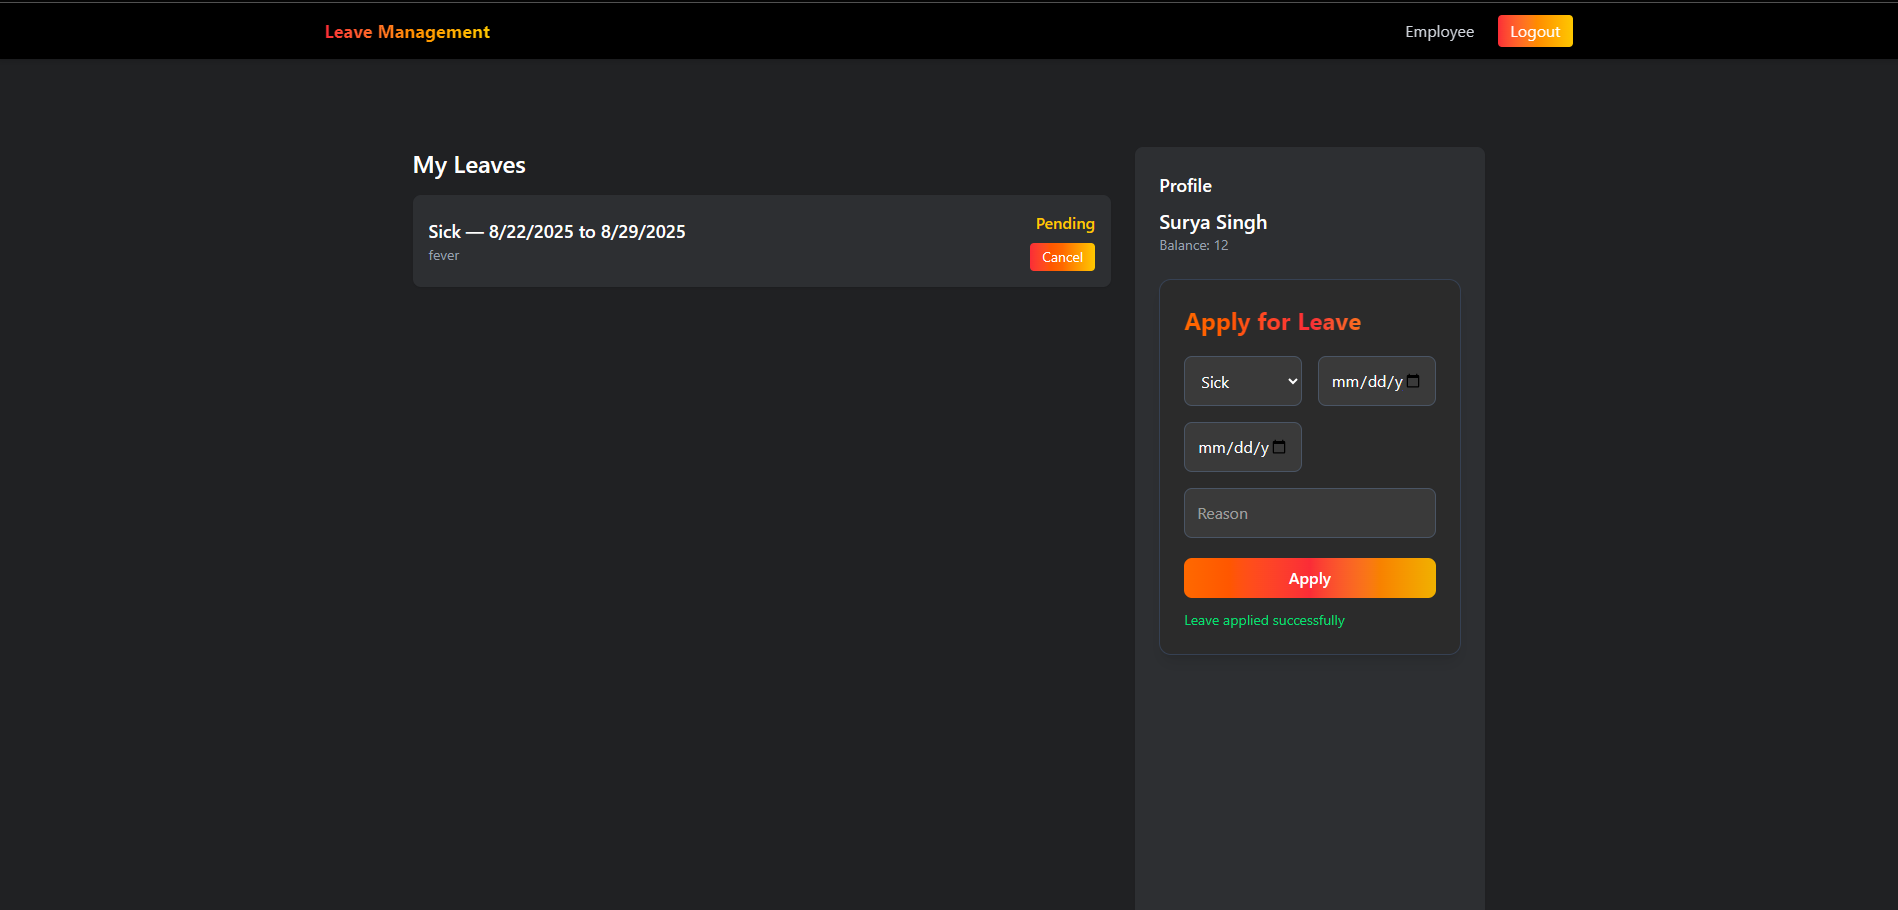 Leave Management
Employee
Logout
My Leaves
Sick — 8/22/2025 to 8/29/2025
fever
Pending
Cancel
Profile
Surya Singh
Balance: 12
Apply for Leave
Sick
mm/dd/y
mm/dd/y
Reason
Apply
Leave applied successfully